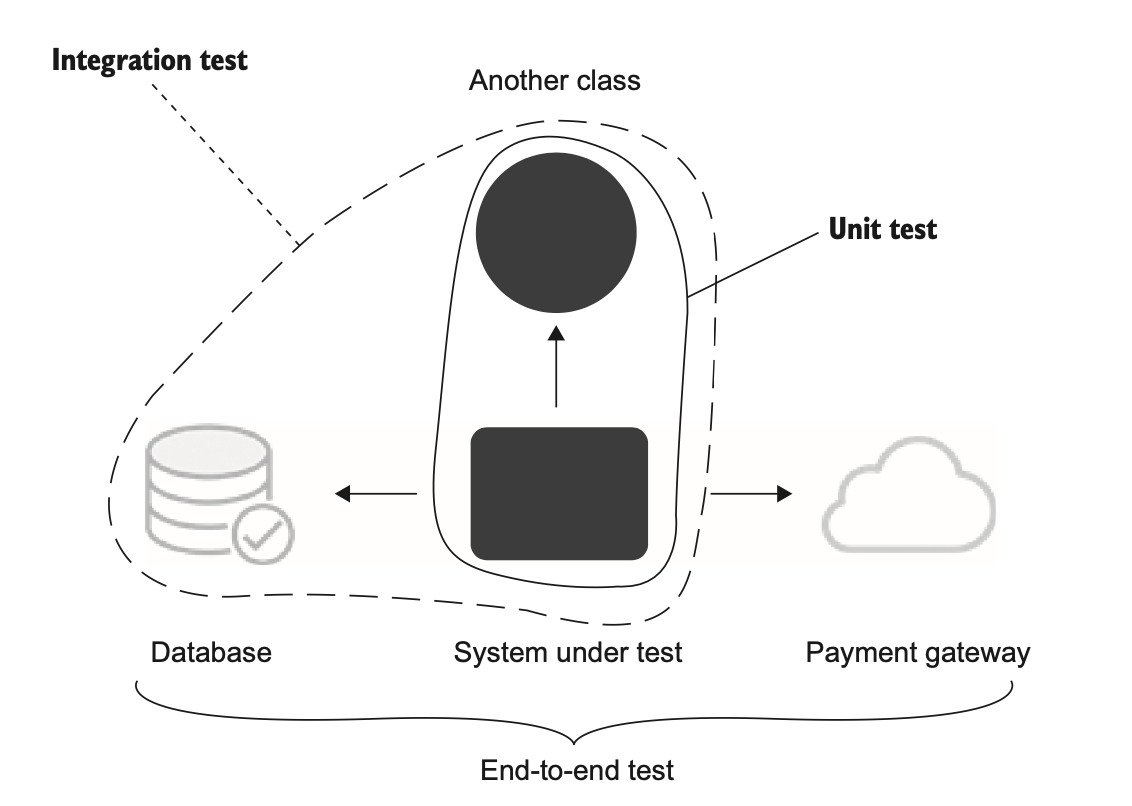 Integration test
Another class
Unit test
Database
System under test
Payment gateway
End-to-end test